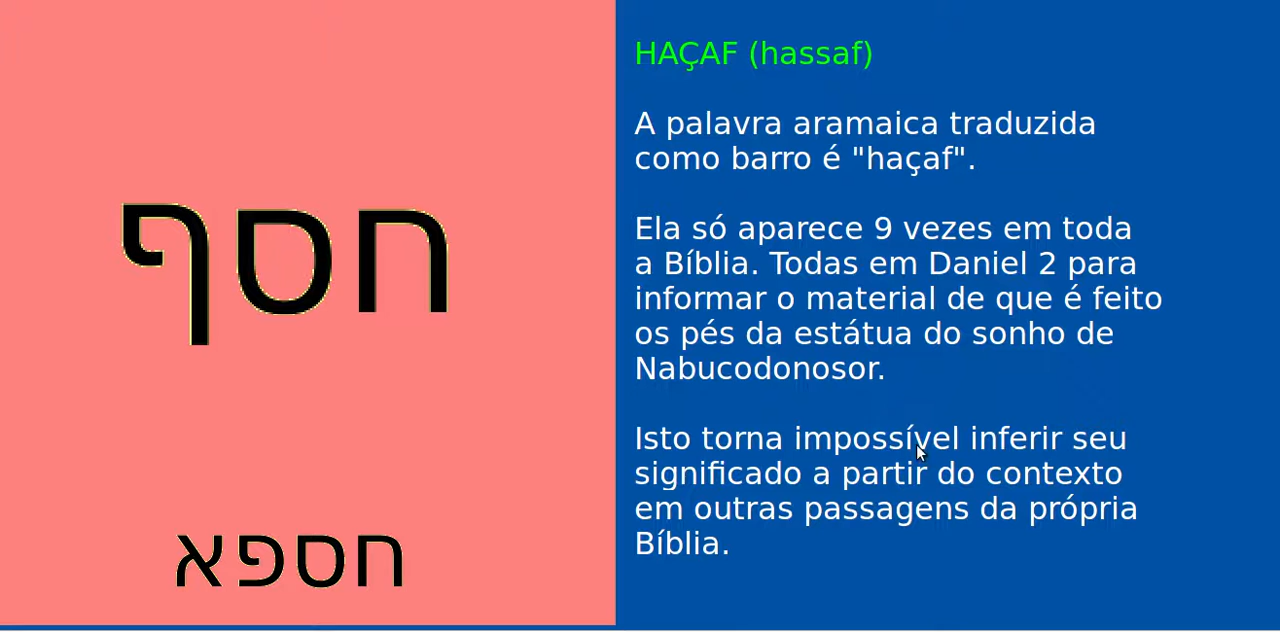 חסף
חספא
HAÇAF (hassaf)
A palavra aramaica traduzida
como barro é "haçaf".
Ela só aparece 9 vezes em toda
a Bíblia. Todas em Daniel 2 para
informar o material de que é feito
os pés da estátua do sonho de
Nabucodonosor.
Isto torna impossível inferir seu
significado a partir do contexto
em outras passagens da própria
Bíblia.